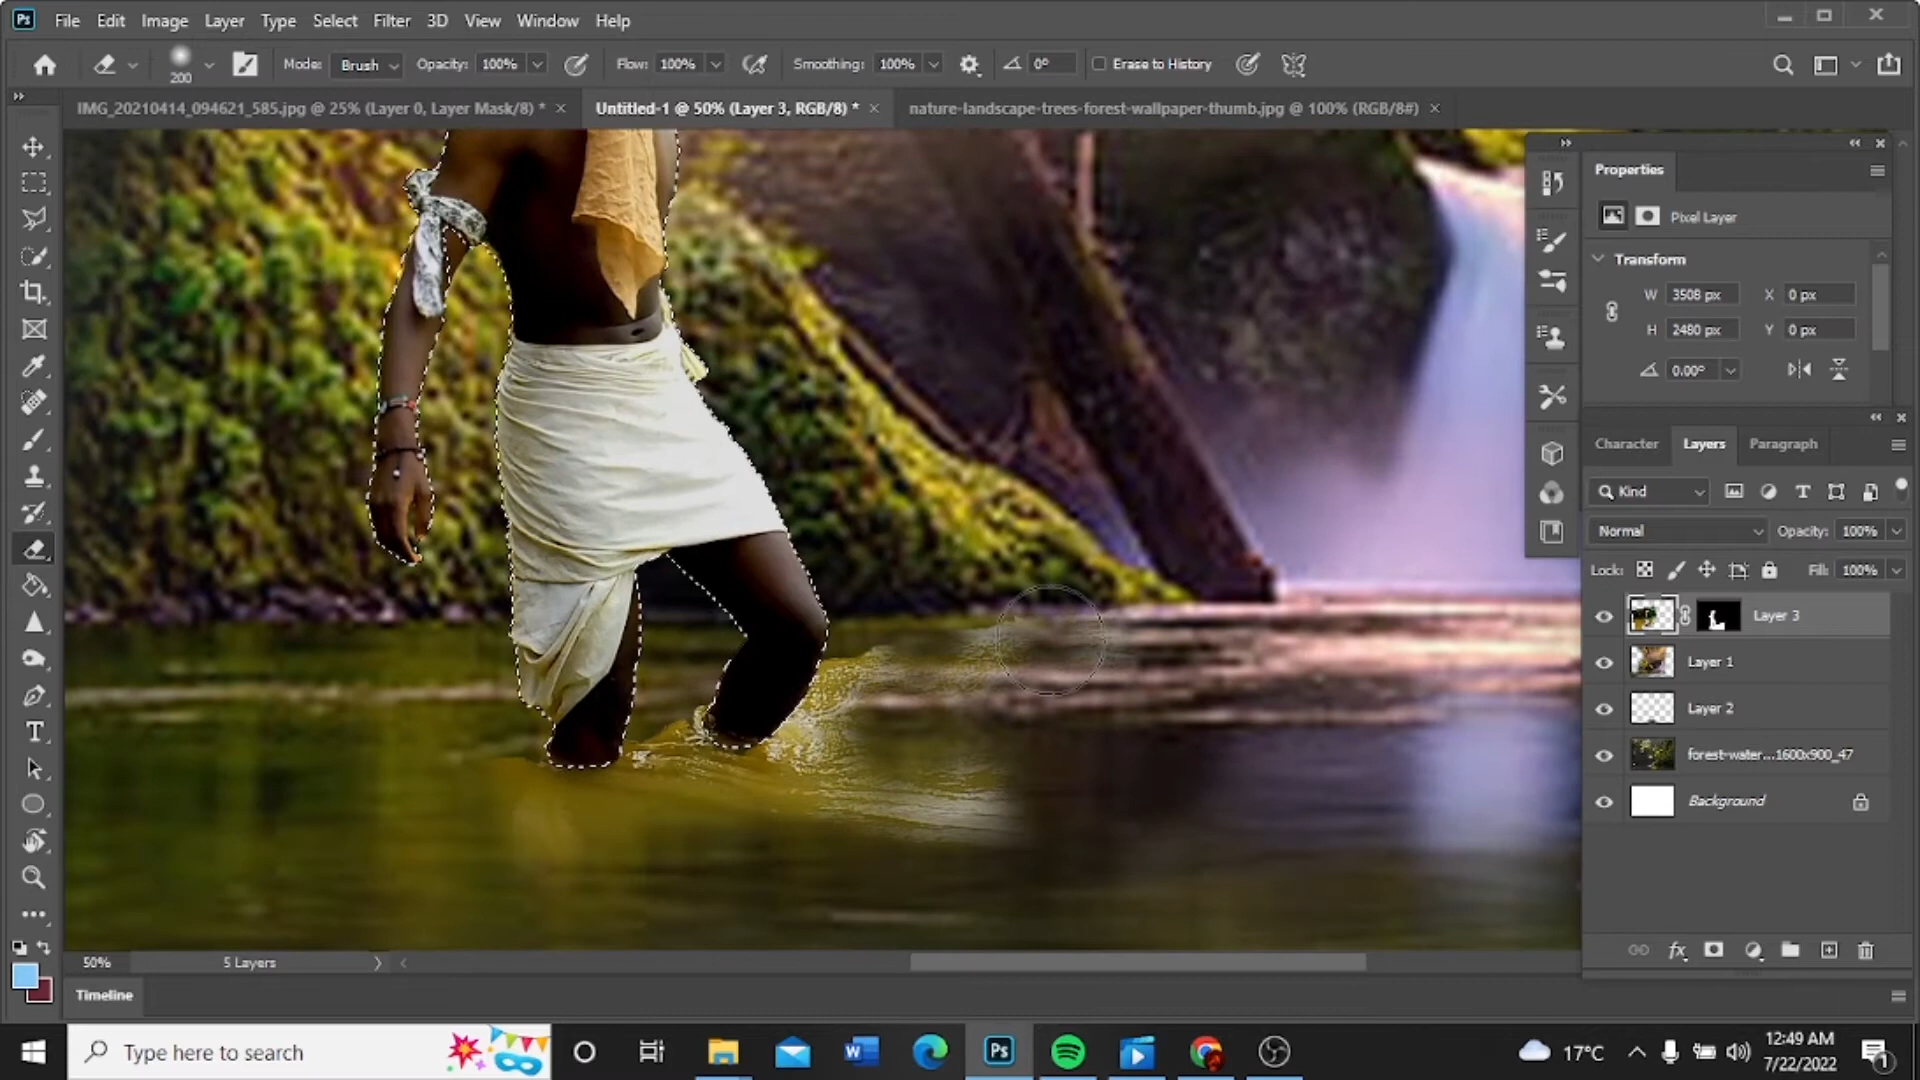 Ps File Edit Image Layer Type Select Filter 3D View Window Help
200 Mode: Brush Opacity: 100% Flow: 100% Smoothing: 100% 0° Erase to History
IMG_20210414_094621_585.jpg @ 25% (Layer 0, Layer Mask/8) * Untitled-1 @ 50% (Layer 3, RGB/8) * nature-landscape-trees-forest-wallpaper-thumb.jpg @ 100% (RGB/8#)
Properties
Pixel Layer
Transform
W 3508 px X 0 px
H 2480 px Y 0 px
0.00°
Character Layers Paragraph
Kind
Normal Opacity: 100%
Lock: Fill: 100%
Layer 3
Layer 1
Layer 2
forest-water...1600x900_47
Background
50% 5 Layers
Timeline
Type here to search
W Ps 17°C 12:49 AM
7/22/2022
1